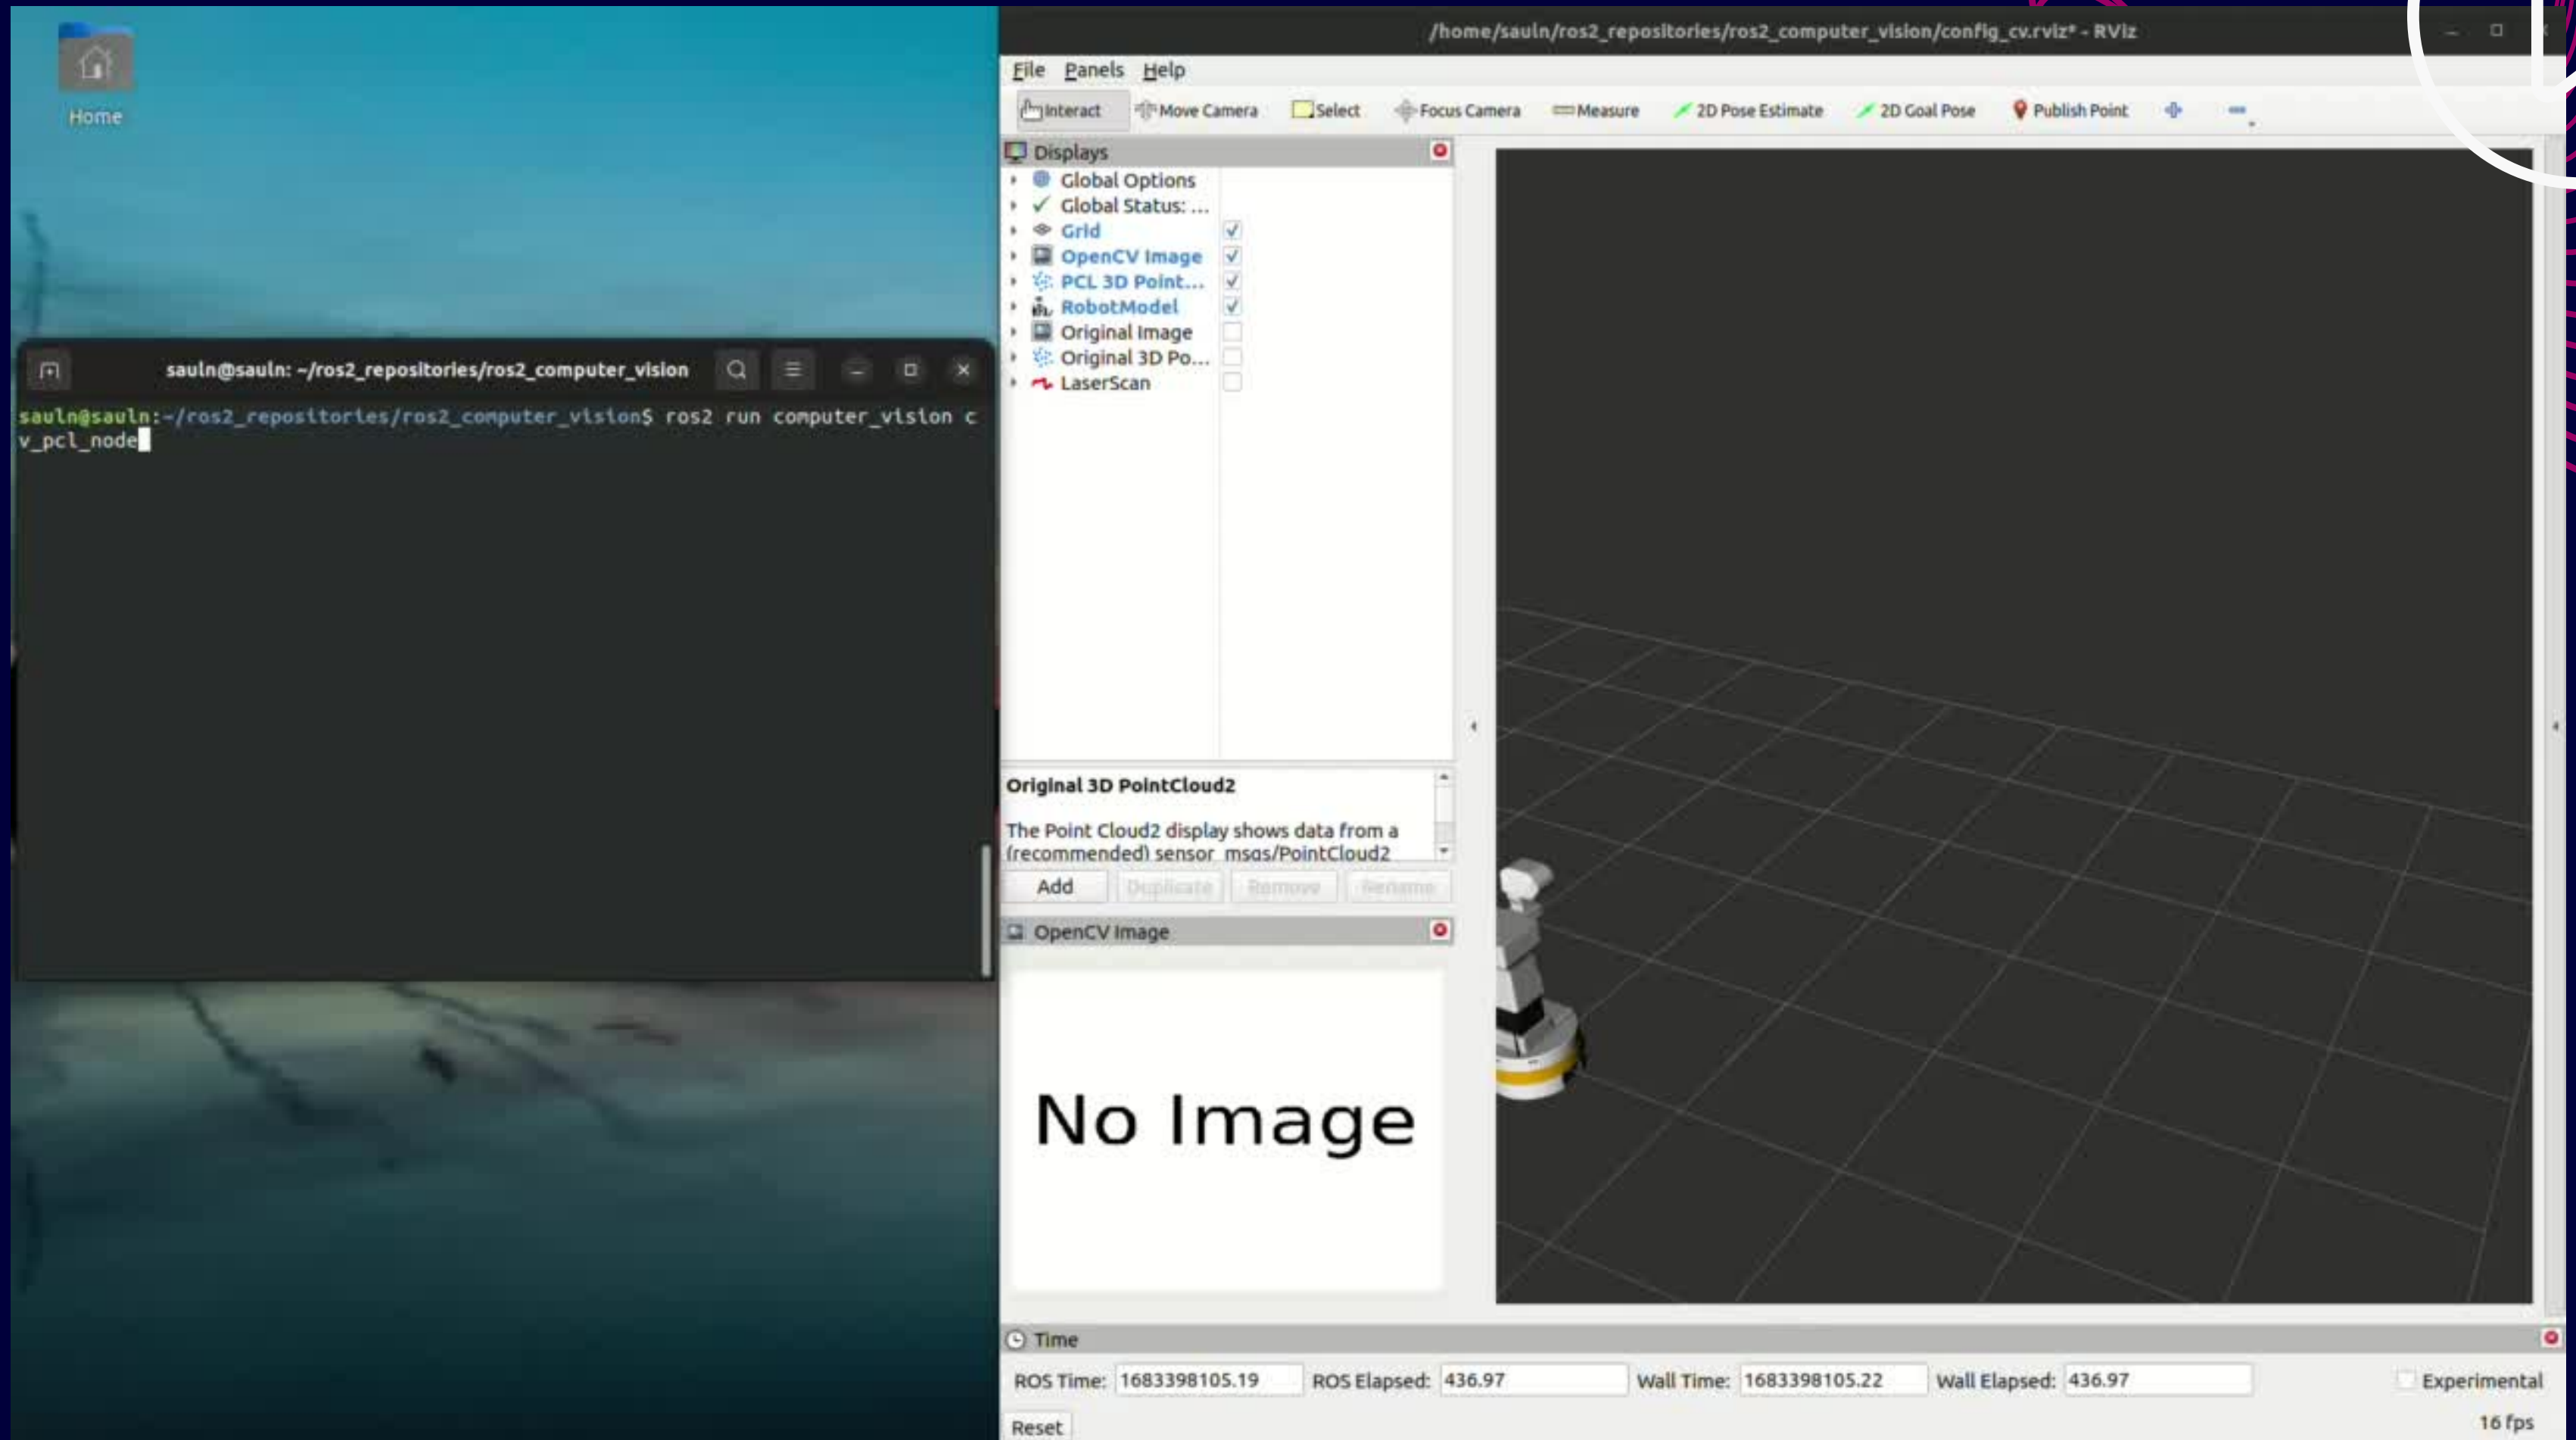 Home
sauln@sauln: ~/ros2_repositories/ros2_computer_vision
sauln@sauln:~/ros2_repositories/ros2_computer_vision$ ros2 run computer_vision c
v_pcl_node
/home/sauln/ros2_repositories/ros2_computer_vision/config_cv.rviz* - RViz
File Panels Help
Interact Move Camera Select Focus Camera Measure 2D Pose Estimate 2D Goal Pose Publish Point
Displays
Global Options
Global Status: ...
Grid
OpenCV Image
PCL 3D Point...
RobotModel
Original Image
Original 3D Po...
LaserScan
Original 3D PointCloud2
The Point Cloud2 display shows data from a
(recommended) sensor_msgs/PointCloud2
Add Duplicate Remove Rename
OpenCV Image
No Image
Time
ROS Time: 1683398105.19 ROS Elapsed: 436.97 Wall Time: 1683398105.22 Wall Elapsed: 436.97 Experimental
Reset 16 fps